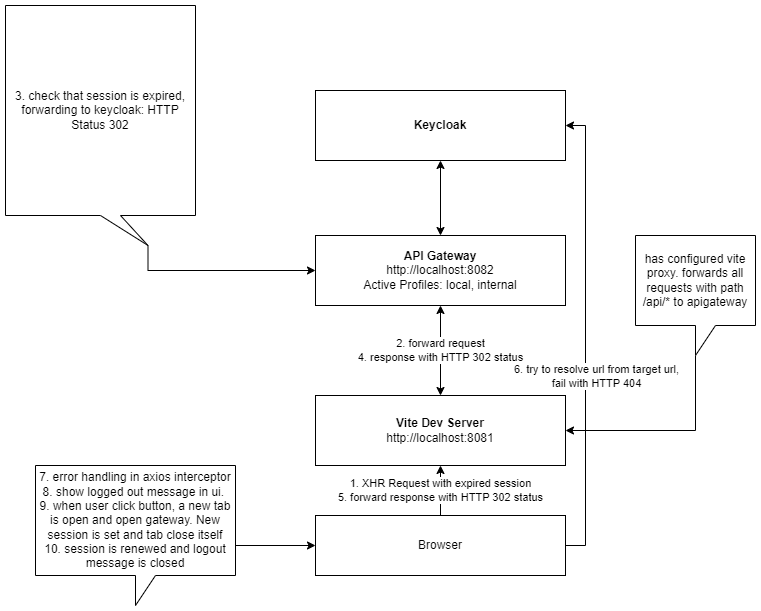 3. check that session is expired,
forwarding to keycloak: HTTP
Status 302
Keycloak
API Gateway
http://localhost:8082
Active Profiles: local, internal
has configured vite
proxy. forwards all
requests with path
/api/* to apigateway
2. forward request
4. response with HTTP 302 status
6. try to resolve url from target url,
fail with HTTP 404
Vite Dev Server
http://localhost:8081
7. error handling in axios interceptor
8. show logged out message in ui.
9. when user click button, a new tab
is open and open gateway. New
session is set and tab close itself
10. session is renewed and logout
message is closed
1. XHR Request with expired session
5. forward response with HTTP 302 status
Browser